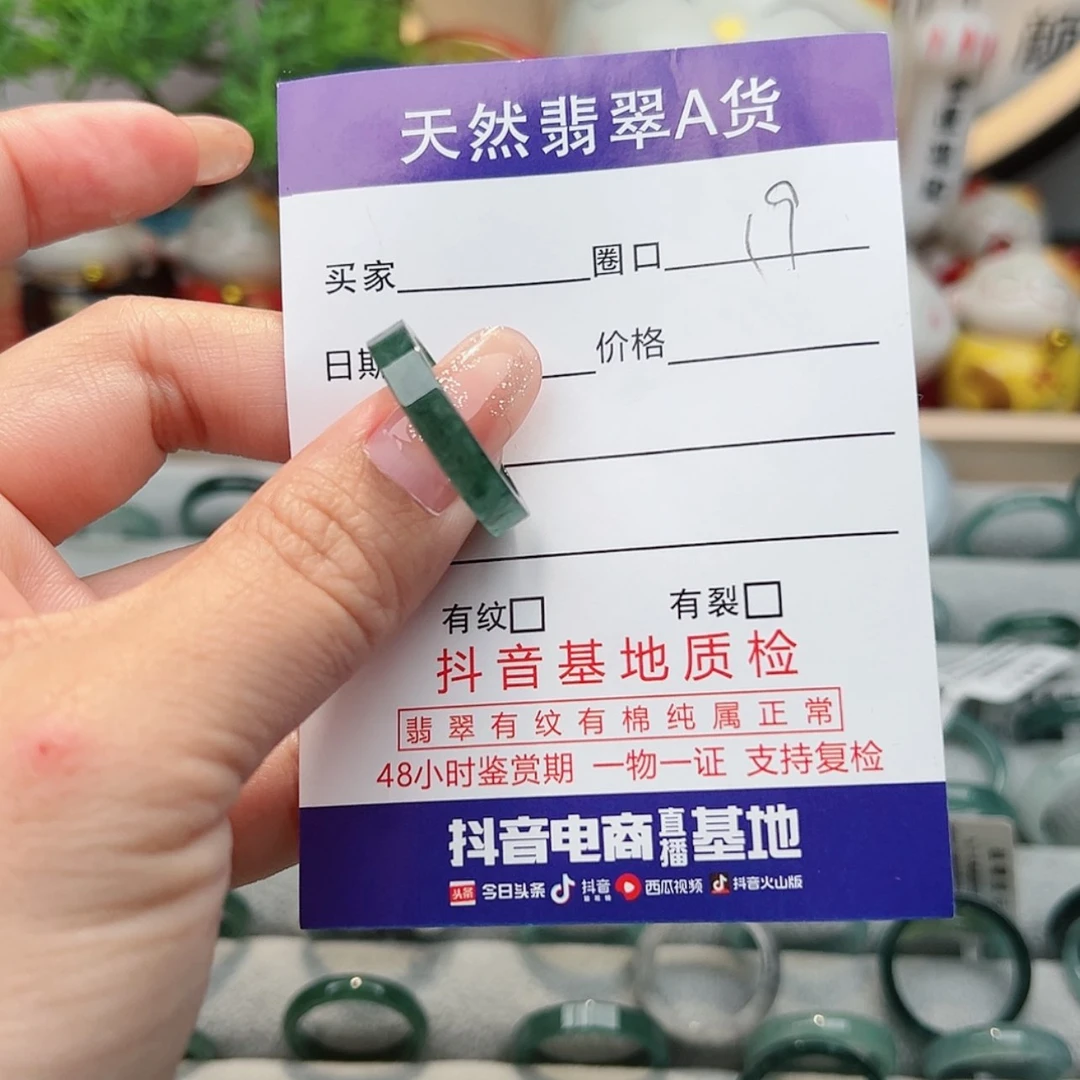 天然翡翠A货
买家 圈口 19
日期 价格
有纹 有裂
抖音基地质检
翡翠有纹有棉纯属正常
48小时鉴赏期 一物一证 支持复检
抖音电商直播基地
头条 今日头条 抖音 西瓜视频 抖音火山版